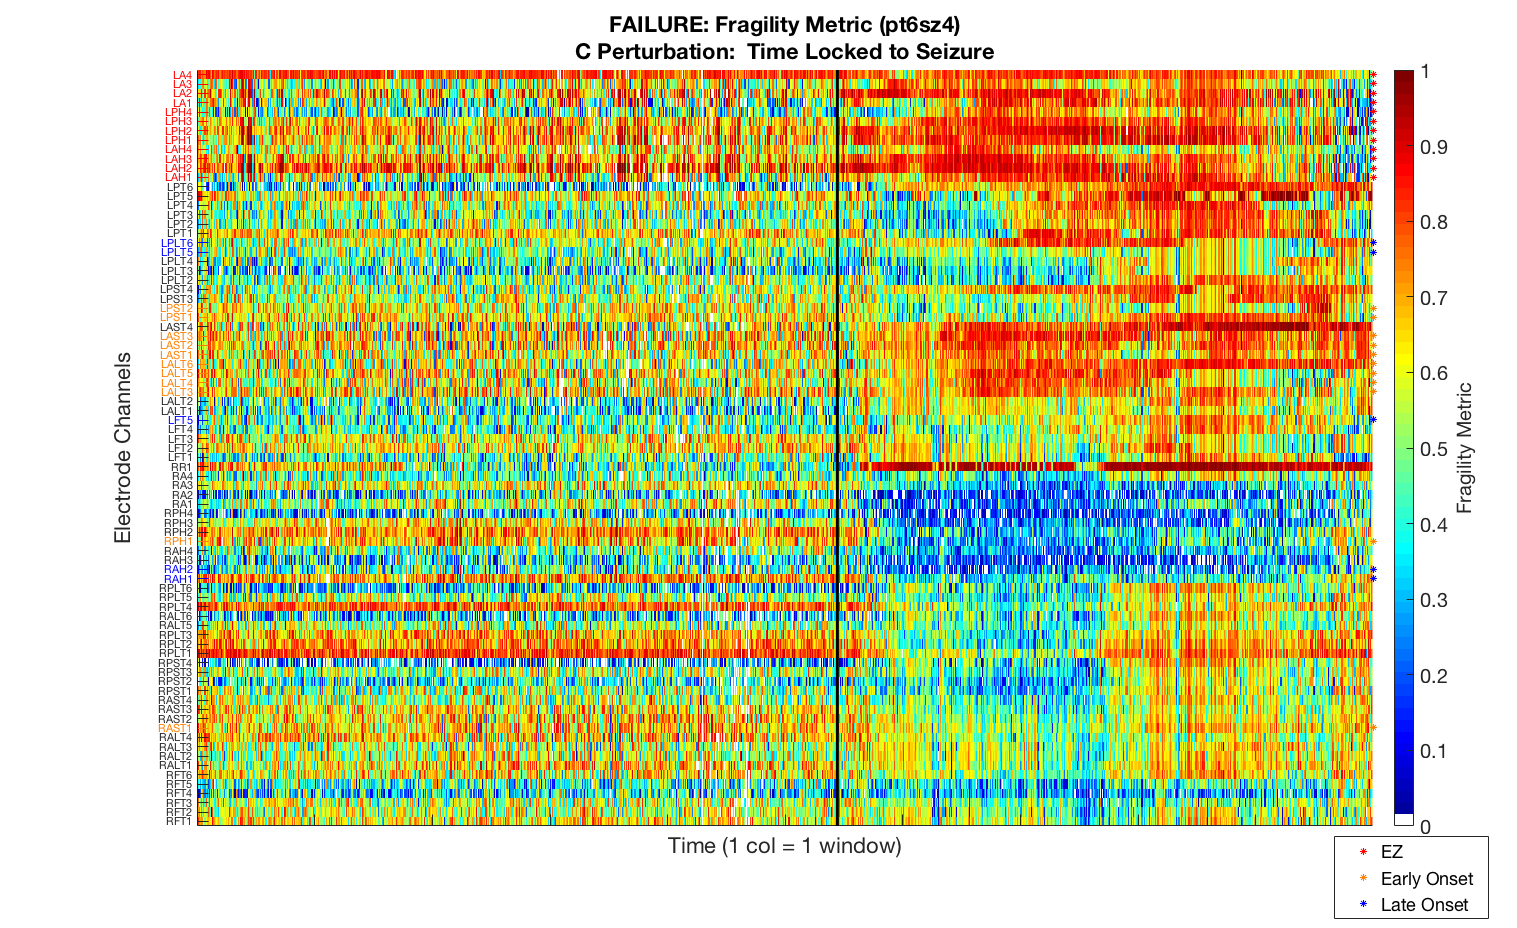 FAILURE: Fragility Metric (pt6sz4)
C Perturbation:  Time Locked to Seizure
Electrode Channels
LA4
LA3
LA2
LA1
LPH4
LPH3
LPH2
LPH1
LAH4
LAH3
LAH2
LAH1
LPT6
LPT5
LPT4
LPT3
LPT2
LPT1
LPLT6
LPLT5
LPLT4
LPLT3
LPLT2
LPST4
LPST3
LPST2
LPST1
LAST4
LAST3
LAST2
LAST1
LALT6
LALT5
LALT4
LALT3
LALT2
LALT1
LFT5
LFT4
LFT3
LFT2
LFT1
RR1
RA4
RA3
RA2
RA1
RPH4
RPH3
RPH2
RPH1
RAH4
RAH3
RAH2
RAH1
RPLT6
RPLT5
RPLT4
RALT6
RALT5
RPLT3
RPLT2
RPLT1
RPST4
RPST3
RPST2
RPST1
RAST4
RAST3
RAST2
RAST1
RALT4
RALT3
RALT2
RALT1
RFT6
RFT5
RFT4
RFT3
RFT2
RFT1
Time (1 col = 1 window)
1
0.9
0.8
0.7
0.6
0.5
0.4
0.3
0.2
0.1
0
Fragility Metric
EZ
Early Onset
Late Onset